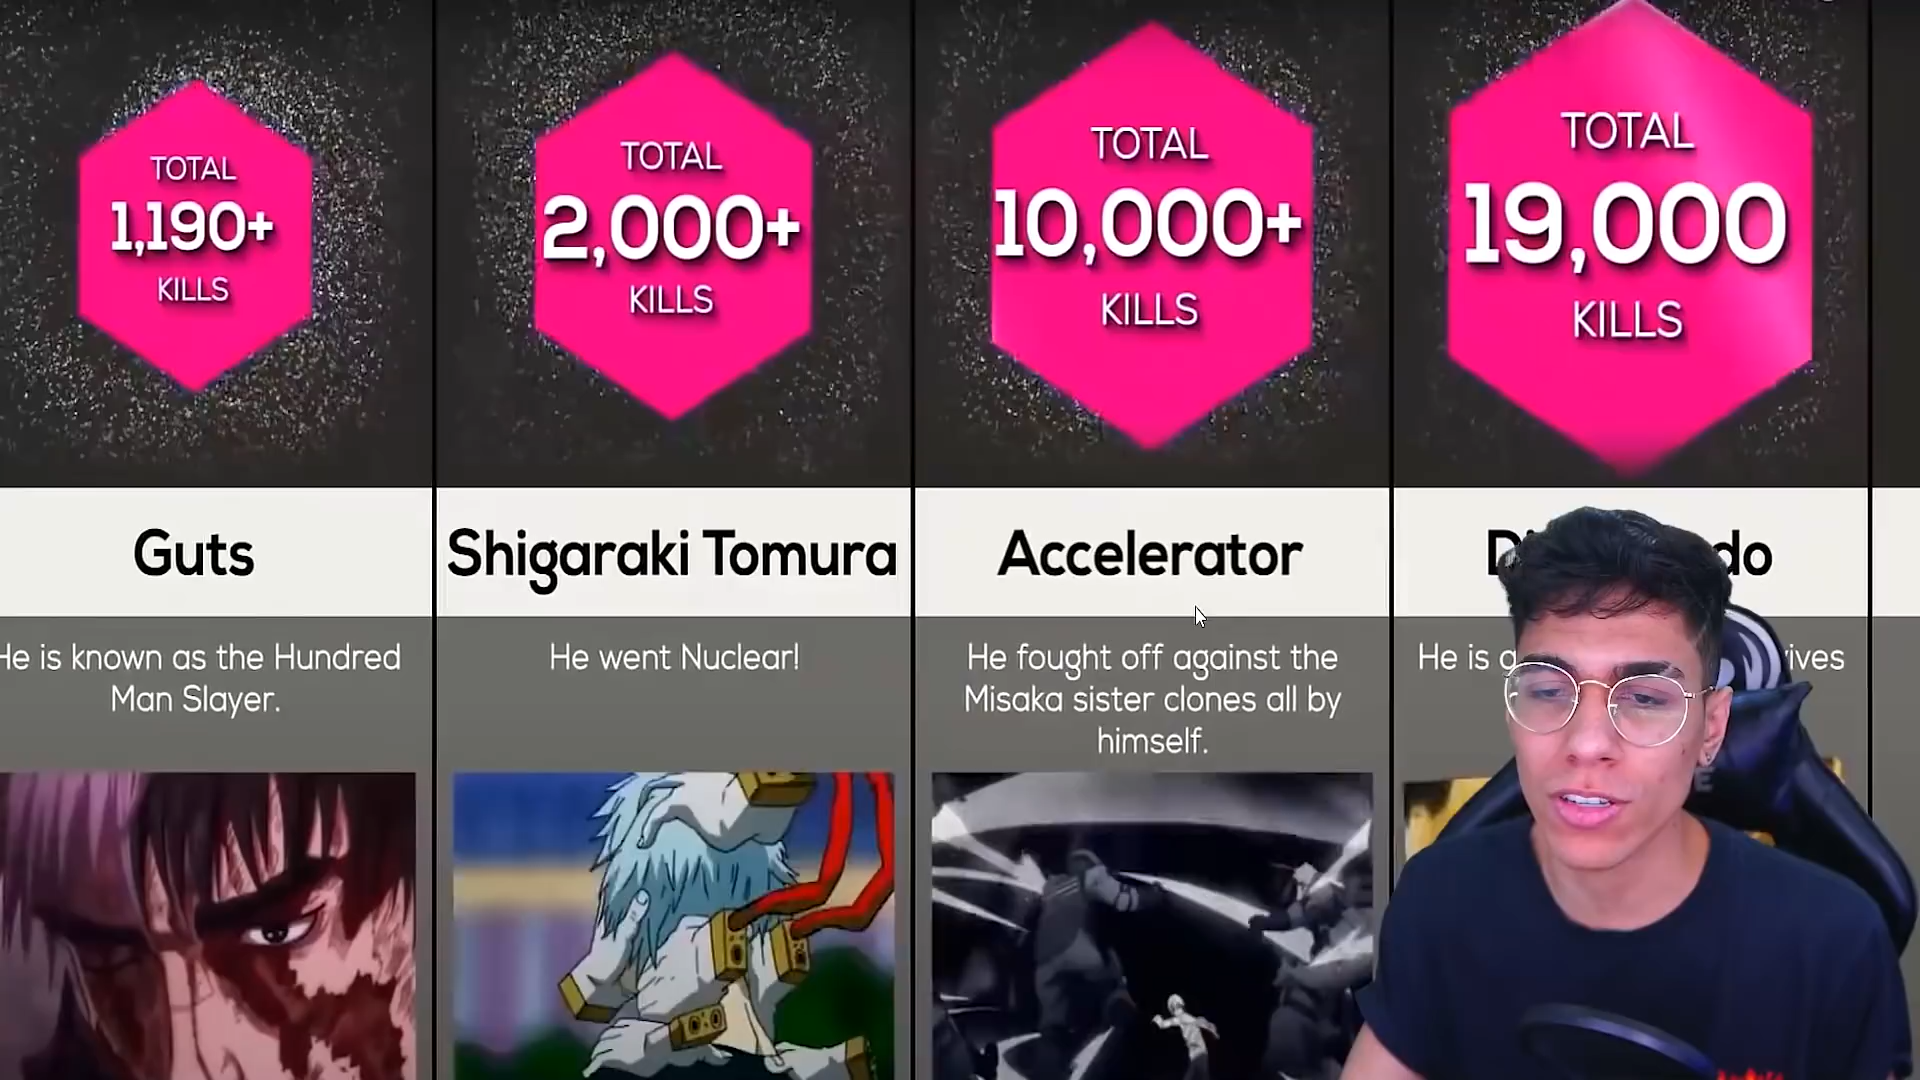 TOTAL
1,190+
KILLS
Guts
He is known as the Hundred
Man Slayer.
TOTAL
2,000+
KILLS
Shigaraki Tomura
He went Nuclear!
TOTAL
10,000+
KILLS
Accelerator
He fought off against the
Misaka sister clones all by
himself.
TOTAL
19,000
KILLS
He is